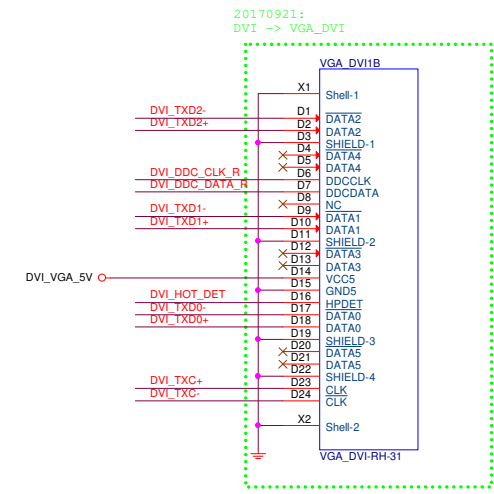 20170921:
DVI -> VGA_DVI
VGA_DVI1B
X1 Shell-1
DVI_TXD2- D1 DATA2
DVI_TXD2+ D2 DATA2
D3 SHIELD-1
D4 DATA4
D5 DATA4
DVI_DDC_CLK_R D6 DDCCLK
DVI_DDC_DATA_R D7 DDCDATA
D8 NC
DVI_TXD1- D9 DATA1
DVI_TXD1+ D10 DATA1
D11 SHIELD-2
D12 DATA3
D13 DATA3
DVI_VGA_5V D14 VCC5
D15 GND5
DVI_HOT_DET D16 HPDET
DVI_TXD0- D17 DATA0
DVI_TXD0+ D18 DATA0
D19 SHIELD-3
D20 DATA5
D21 DATA5
D22 SHIELD-4
DVI_TXC+ D23 CLK
DVI_TXC- D24 CLK
X2 Shell-2
VGA_DVI-RH-31